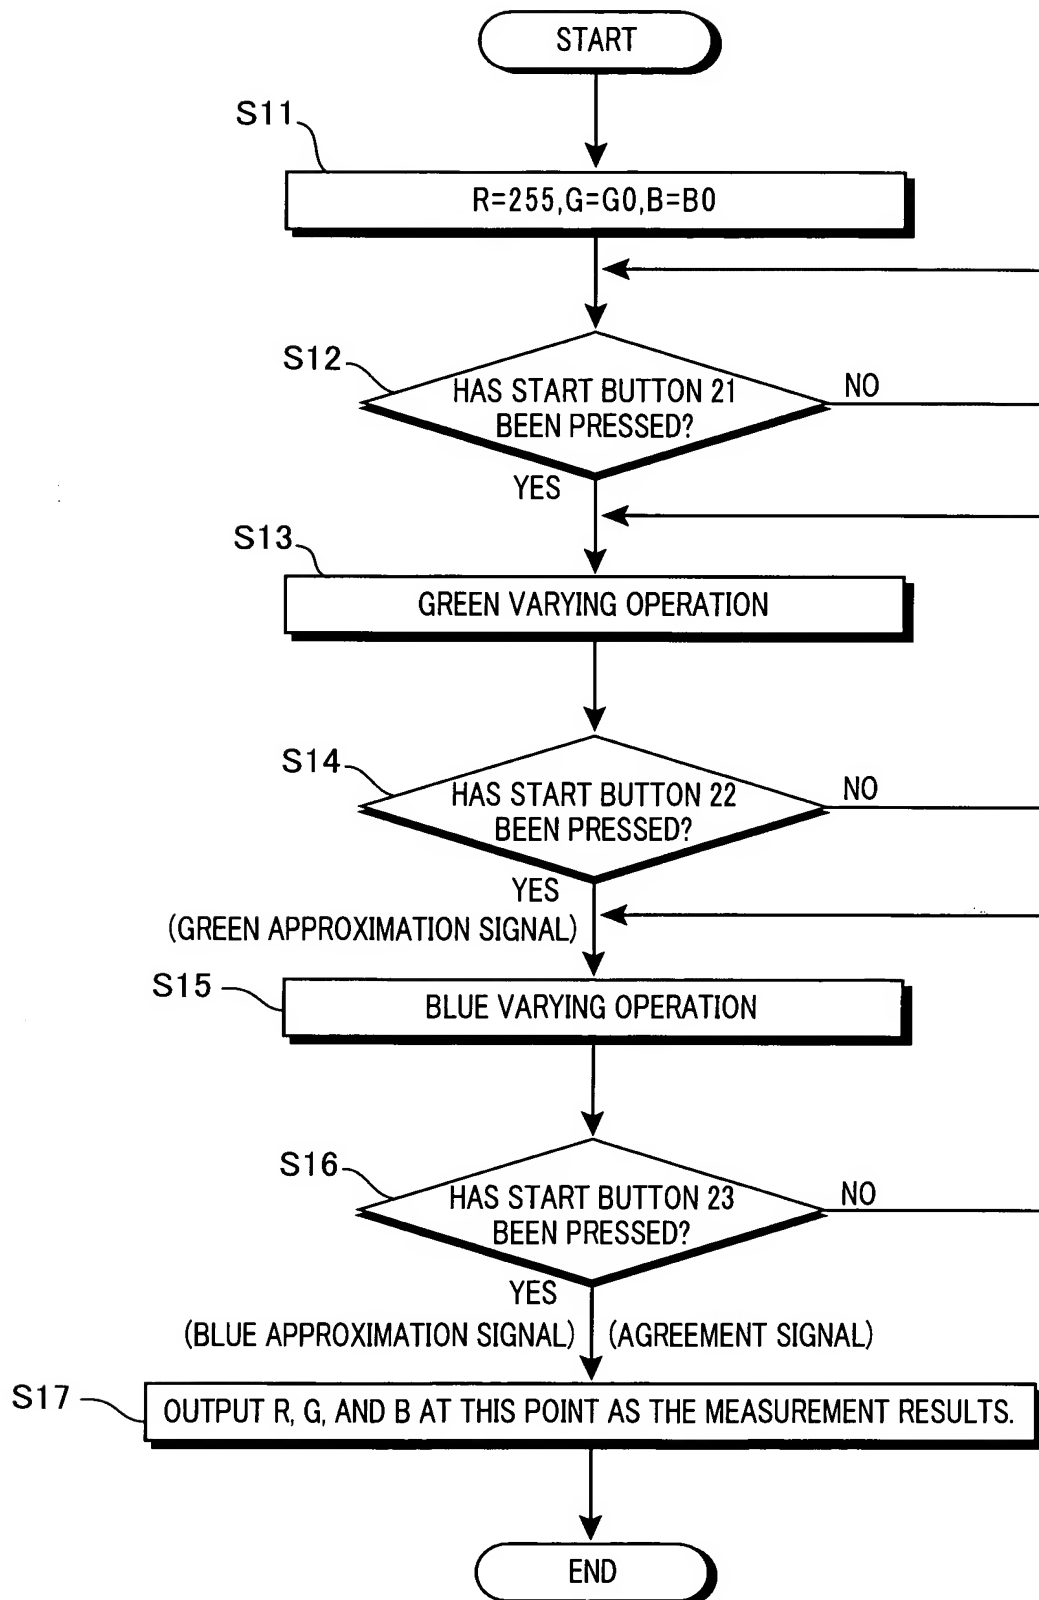 START
S11
R=255,G=G0,B=B0
S12
HAS START BUTTON 21
BEEN PRESSED?
NO
YES
S13
GREEN VARYING OPERATION
S14
HAS START BUTTON 22
BEEN PRESSED?
NO
YES
(GREEN APPROXIMATION SIGNAL)
S15
BLUE VARYING OPERATION
S16
HAS START BUTTON 23
BEEN PRESSED?
NO
YES
(BLUE APPROXIMATION SIGNAL) (AGREEMENT SIGNAL)
S17
OUTPUT R, G, AND B AT THIS POINT AS THE MEASUREMENT RESULTS.
END